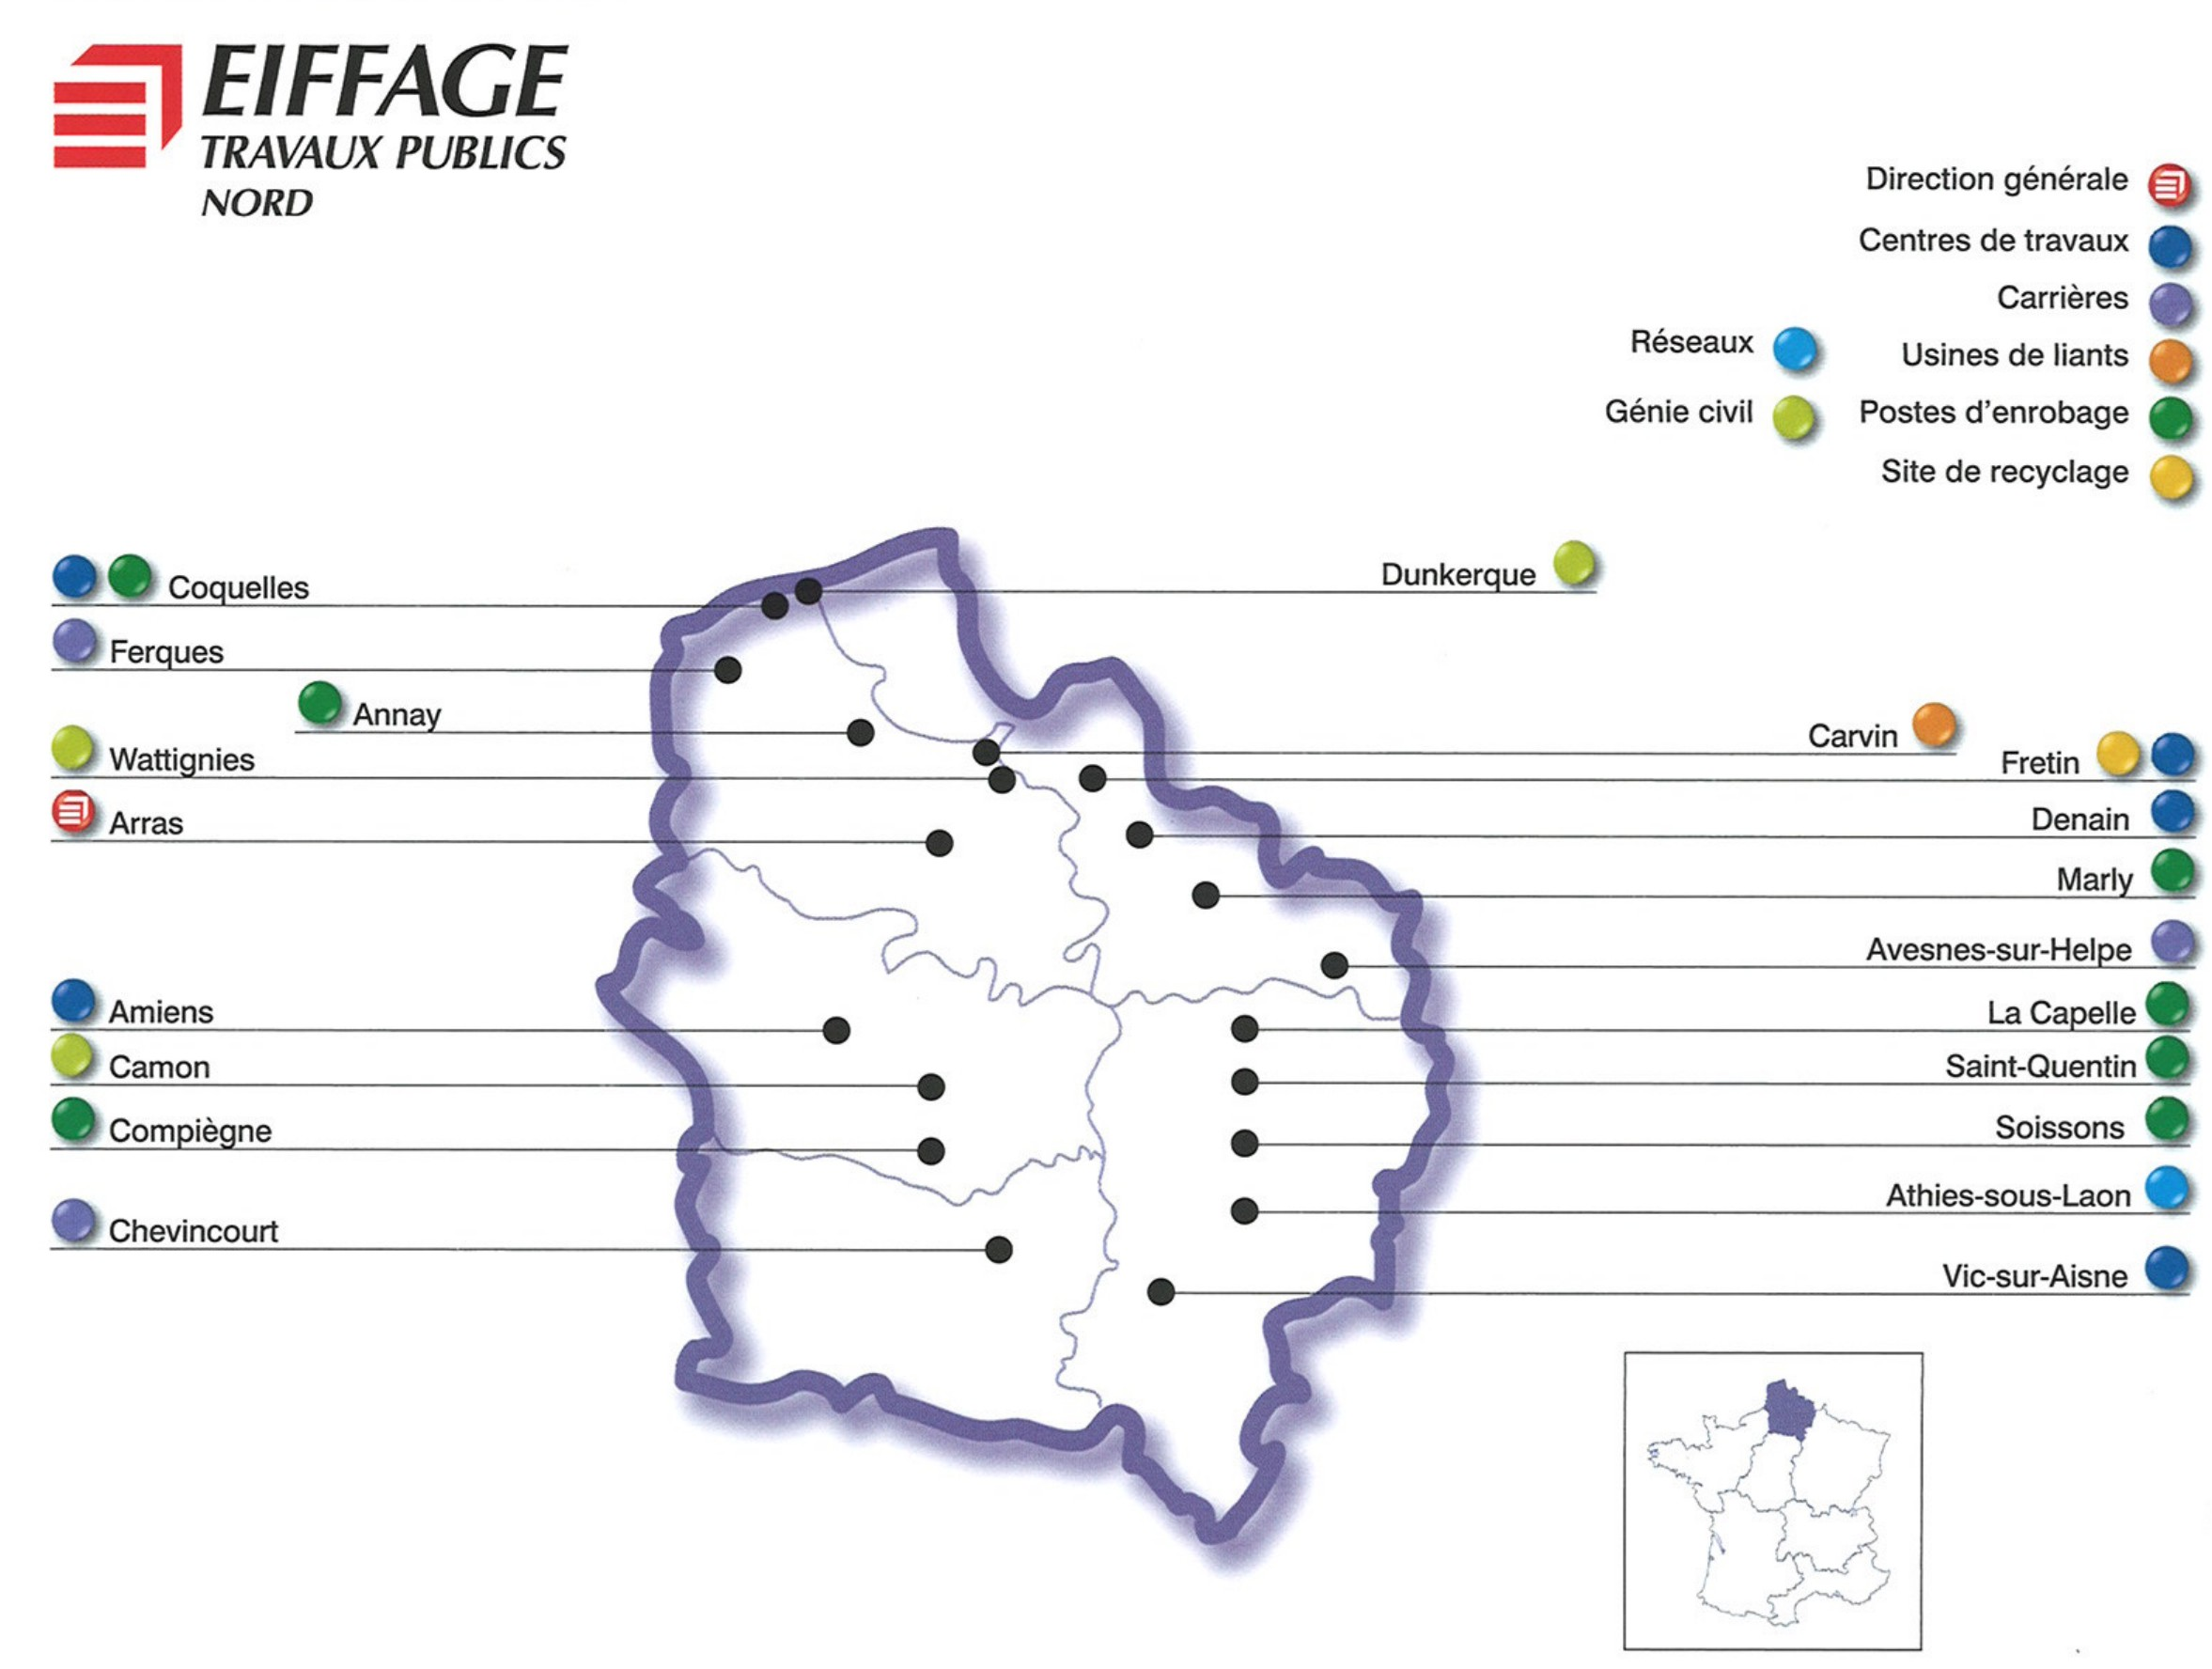 EIFFAGE
TRAVAUX PUBLICS
NORD
Direction générale
Centres de travaux
Carrières
Réseaux
Usines de liants
Génie civil
Postes d'enrobage
Site de recyclage
Coquelles
Ferques
Annay
Wattignies
Arras
Amiens
Camon
Compiègne
Chevincourt
Dunkerque
Carvin
Fretin
Denain
Marly
Avesnes-sur-Helpe
La Capelle
Saint-Quentin
Soissons
Athies-sous-Laon
Vic-sur-Aisne